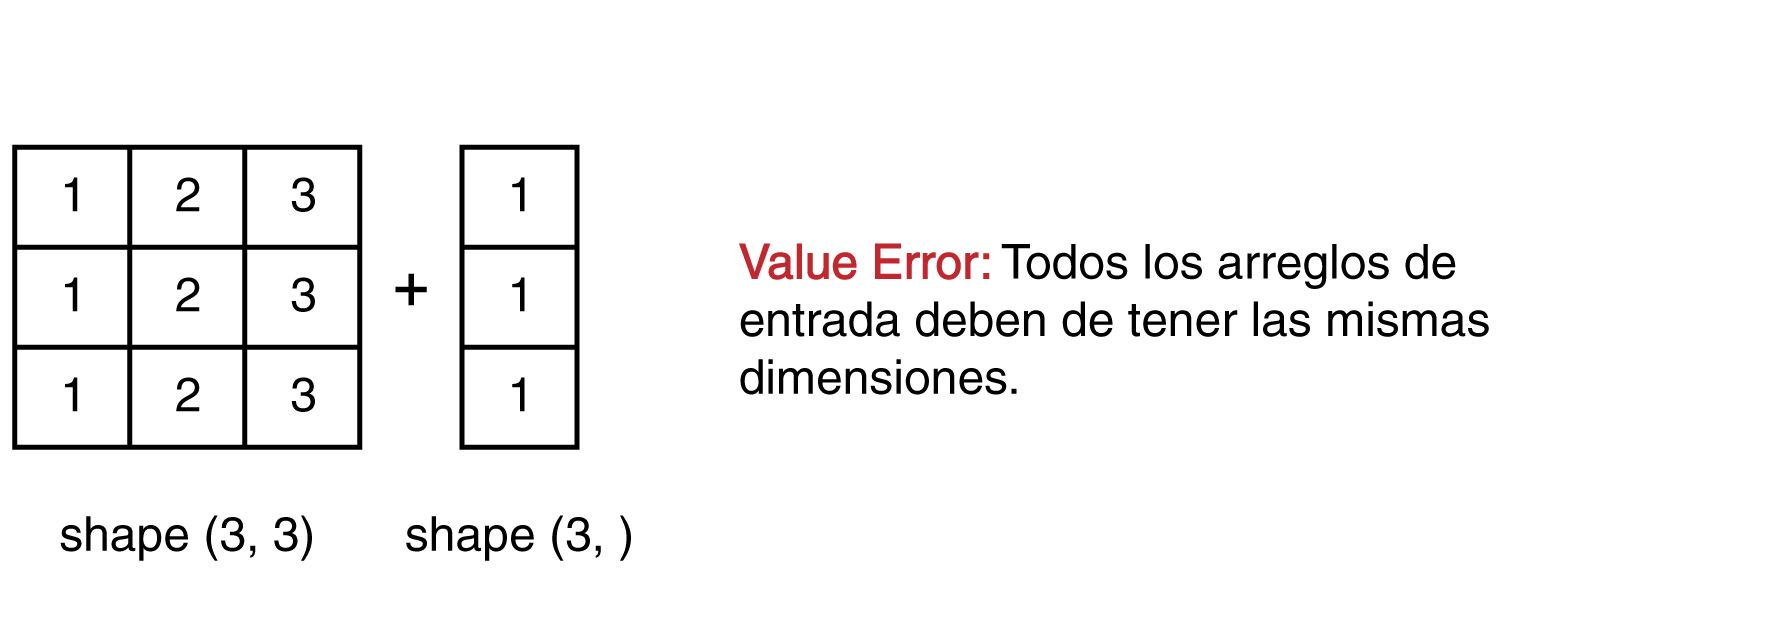 1 2 3 1
1 2 3 + 1
1 2 3 1
Value Error: Todos los arreglos de
entrada deben de tener las mismas
dimensiones.
shape (3, 3) shape (3, )